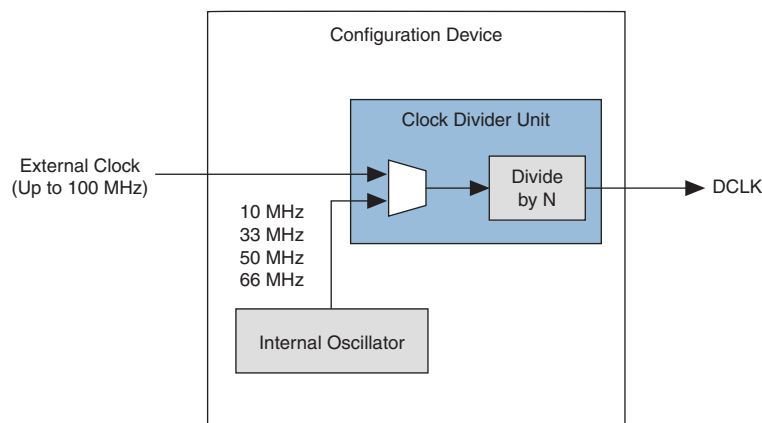 Configuration Device
Clock Divider Unit
External Clock
(Up to 100 MHz)
Divide
by N
DCLK
10 MHz
33 MHz
50 MHz
66 MHz
Internal Oscillator